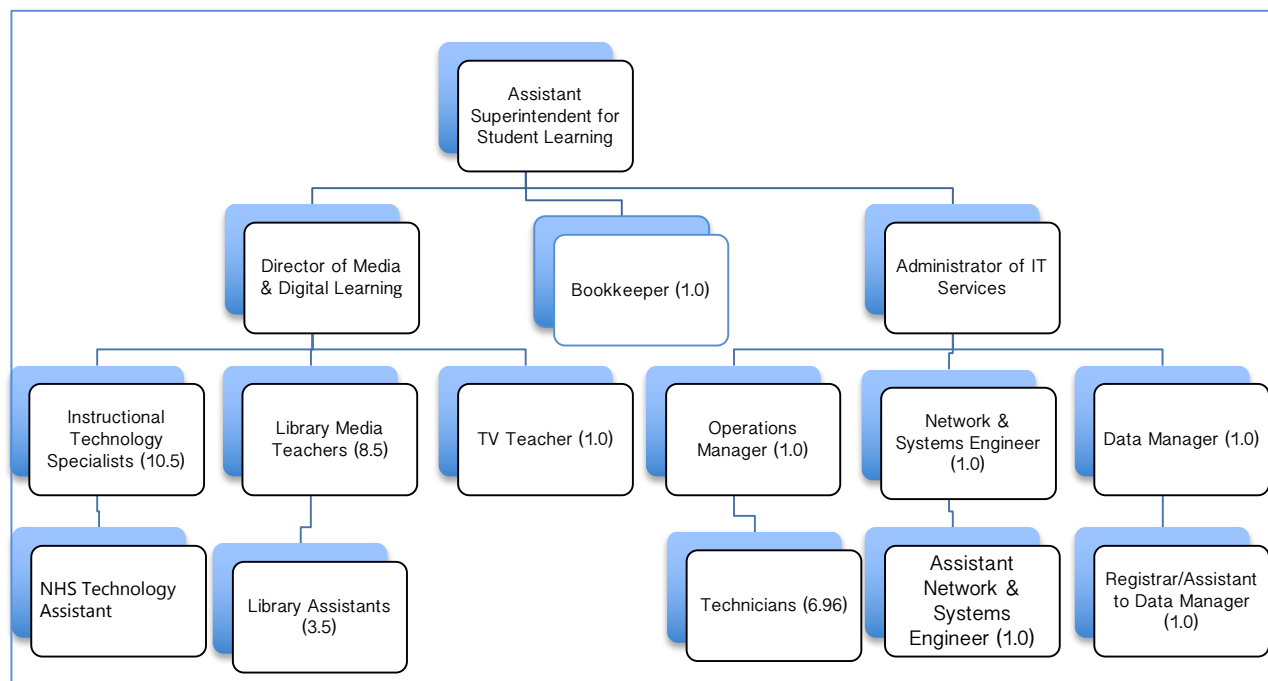 Assistant
Superintendent for
Student Learning
Director of Media
& Digital Learning
Bookkeeper (1.0)
Administrator of IT
Services
Instructional
Technology
Specialists (10.5)
Library Media
Teachers (8.5)
TV Teacher (1.0)
Operations
Manager (1.0)
Network &
Systems Engineer
(1.0)
Data Manager (1.0)
NHS Technology
Assistant
Library Assistants
(3.5)
Technicians (6.96)
Assistant
Network &
Systems
Engineer (1.0)
Registrar/Assistant
to Data Manager
(1.0)